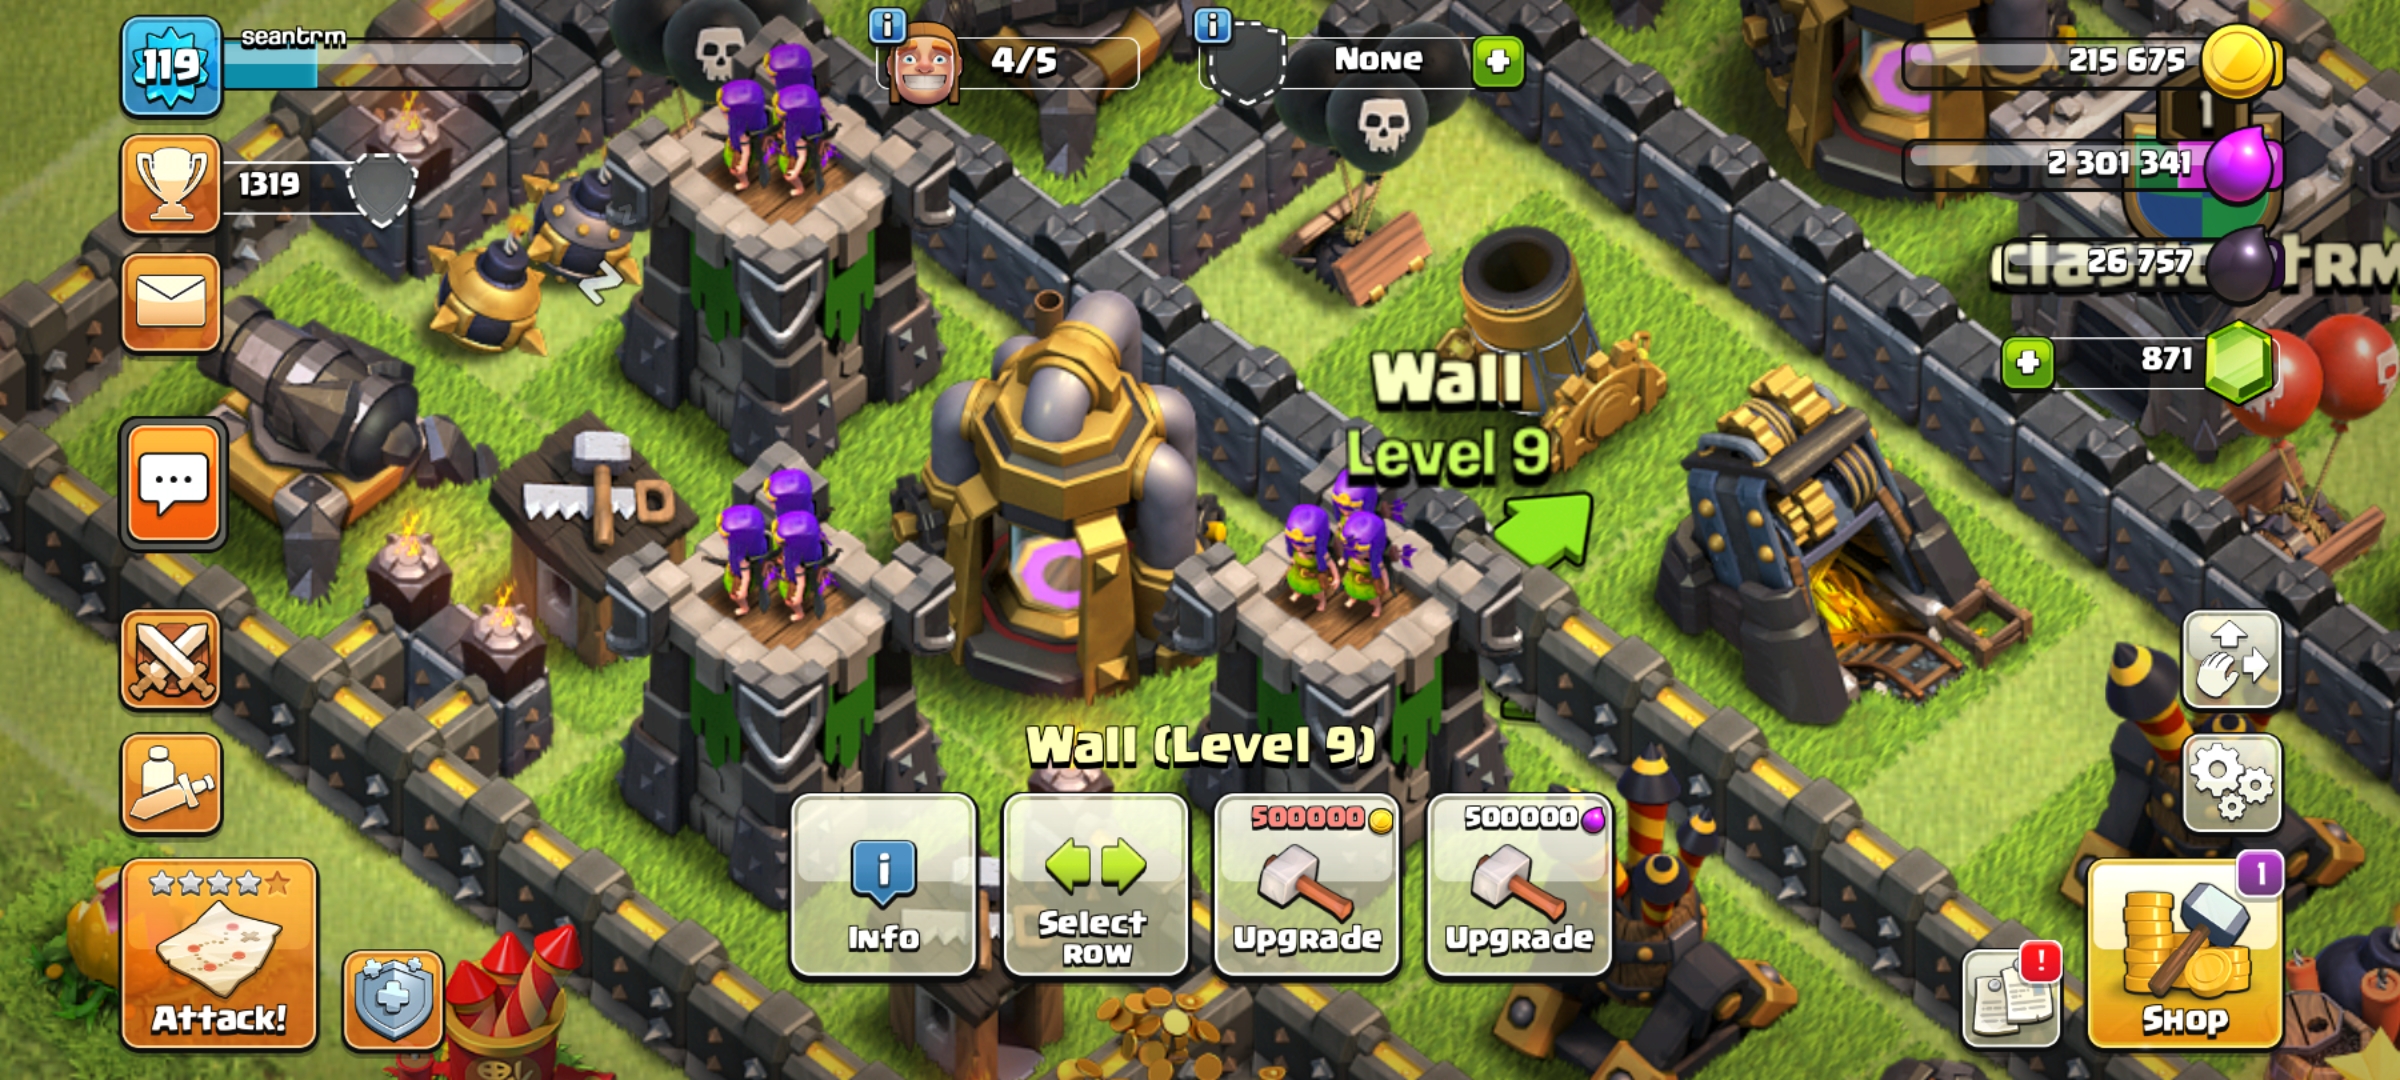 119
seantrm
4/5
None
215 675
1319
1
2 301 341
26 757
871
Wall
Level 9
Wall (Level 9)
500000
500000
Info
Select
Row
Upgrade
Upgrade
1
!
Attack!
Shop